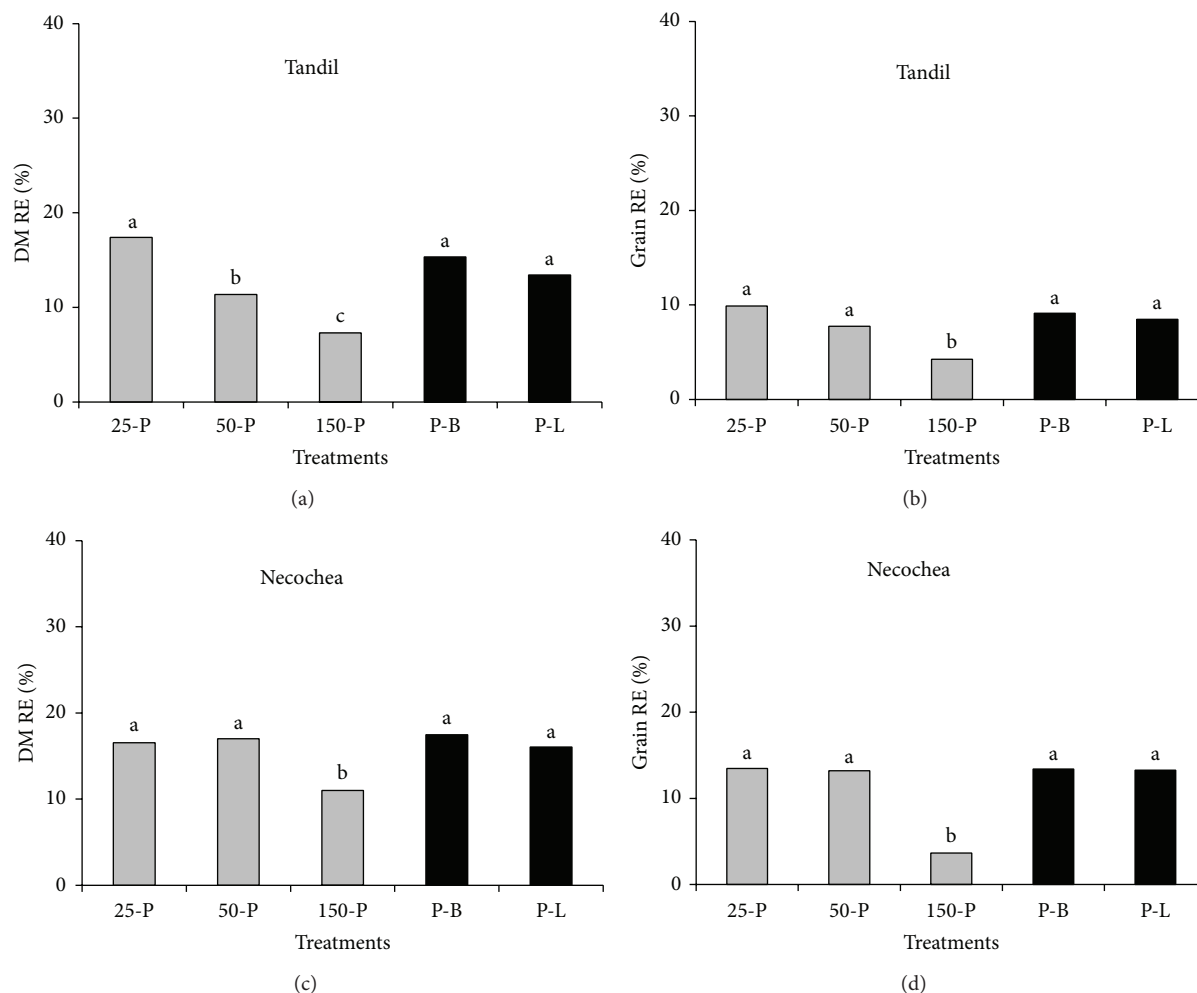 40
30
20
10
0
DM RE (%)
Tandil
a
b
c
a
a
25-P 50-P 150-P P-B P-L
Treatments
(a)
40
30
20
10
0
Grain RE (%)
Tandil
a
a
b
a
a
25-P 50-P 150-P P-B P-L
Treatments
(b)
40
30
20
10
0
DM RE (%)
Necochea
a
a
b
a
a
25-P 50-P 150-P P-B P-L
Treatments
(c)
40
30
20
10
0
Grain RE (%)
Necochea
a
a
b
a
a
25-P 50-P 150-P P-B P-L
Treatments
(d)